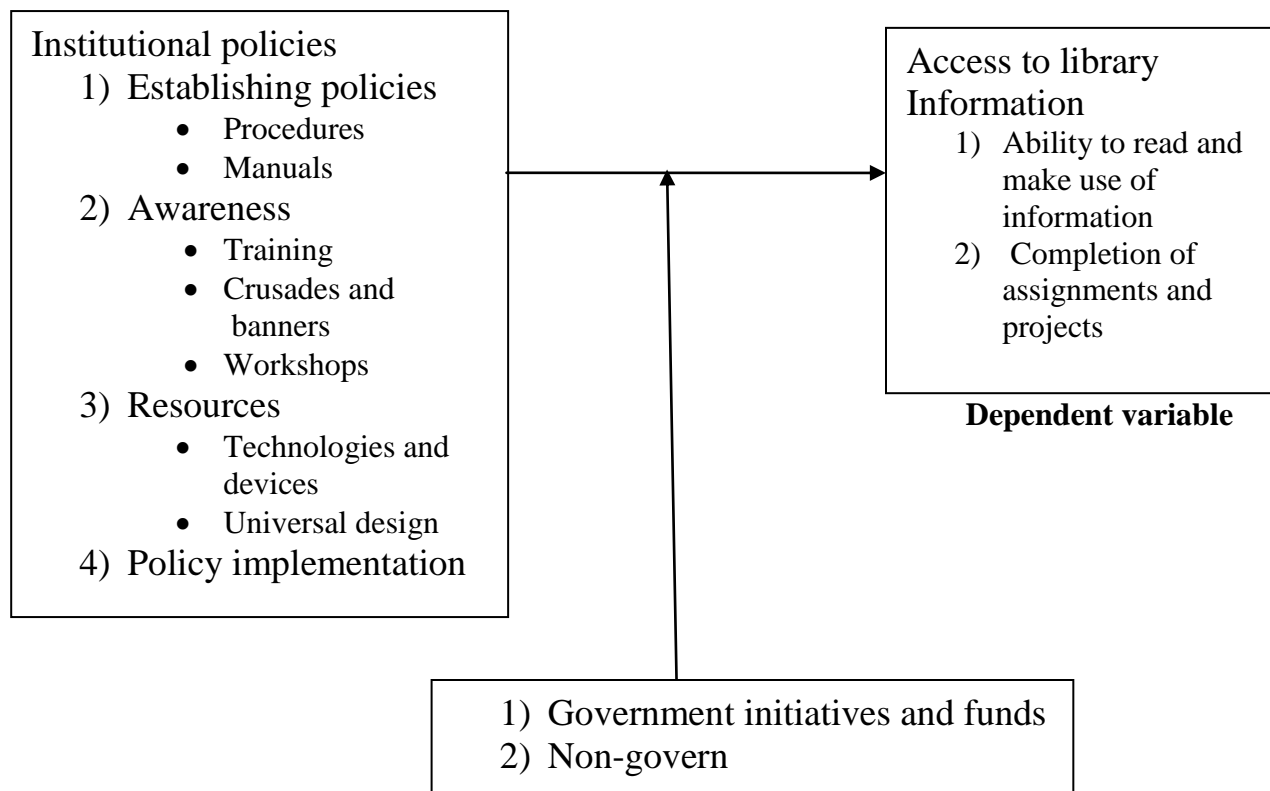 Institutional policies
1) Establishing policies
• Procedures
• Manuals
2) Awareness
• Training
• Crusades and
banners
• Workshops
3) Resources
• Technologies and
devices
• Universal design
4) Policy implementation
Access to library
Information
1) Ability to read and
make use of
information
2) Completion of
assignments and
projects
Dependent variable
1) Government initiatives and funds
2) Non-govern